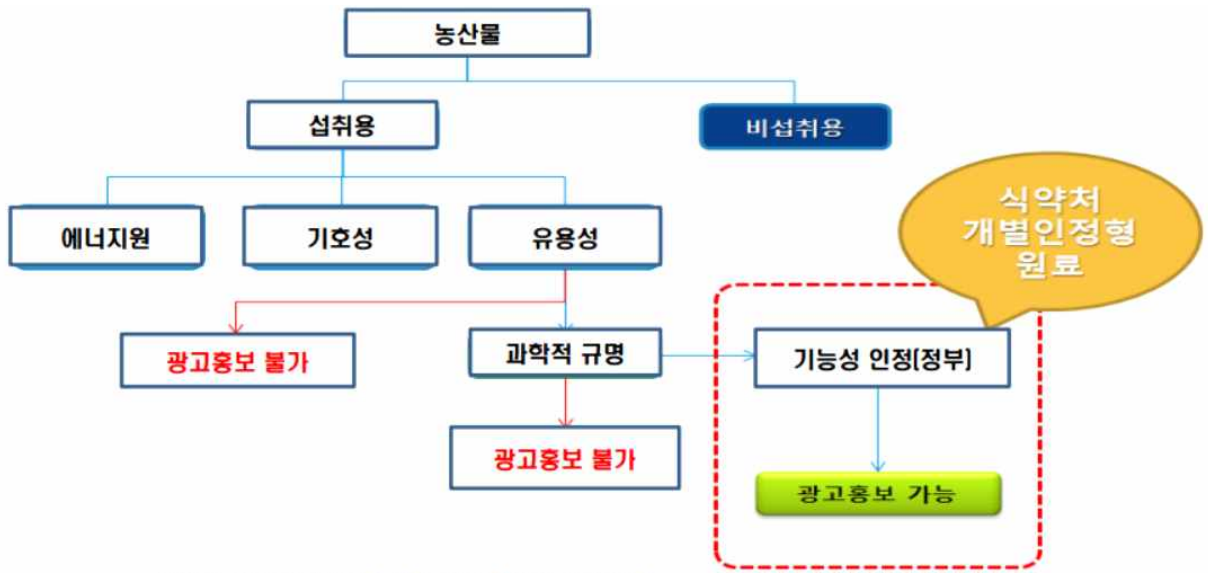 농산물
섭취용
비섭취용
에너지원
기호성
유용성
식약처
개별인정형
원료
광고홍보 불가
과학적 규명
기능성 인정(정부)
광고홍보 불가
광고홍보 가능